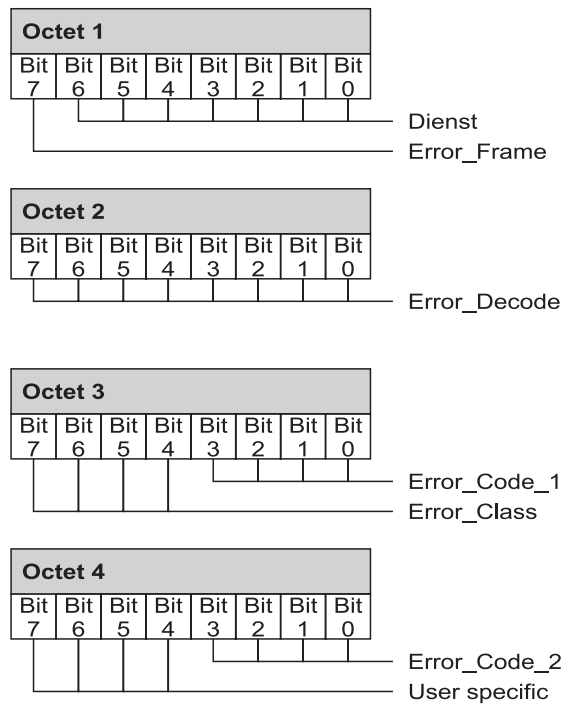 Octet 1
Bit Bit Bit Bit Bit Bit Bit Bit
7 6 5 4 3 2 1 0
Dienst
Error_Frame
Octet 2
Bit Bit Bit Bit Bit Bit Bit Bit
7 6 5 4 3 2 1 0
Error_Decode
Octet 3
Bit Bit Bit Bit Bit Bit Bit Bit
7 6 5 4 3 2 1 0
Error_Code_1
Error_Class
Octet 4
Bit Bit Bit Bit Bit Bit Bit Bit
7 6 5 4 3 2 1 0
Error_Code_2
User specific